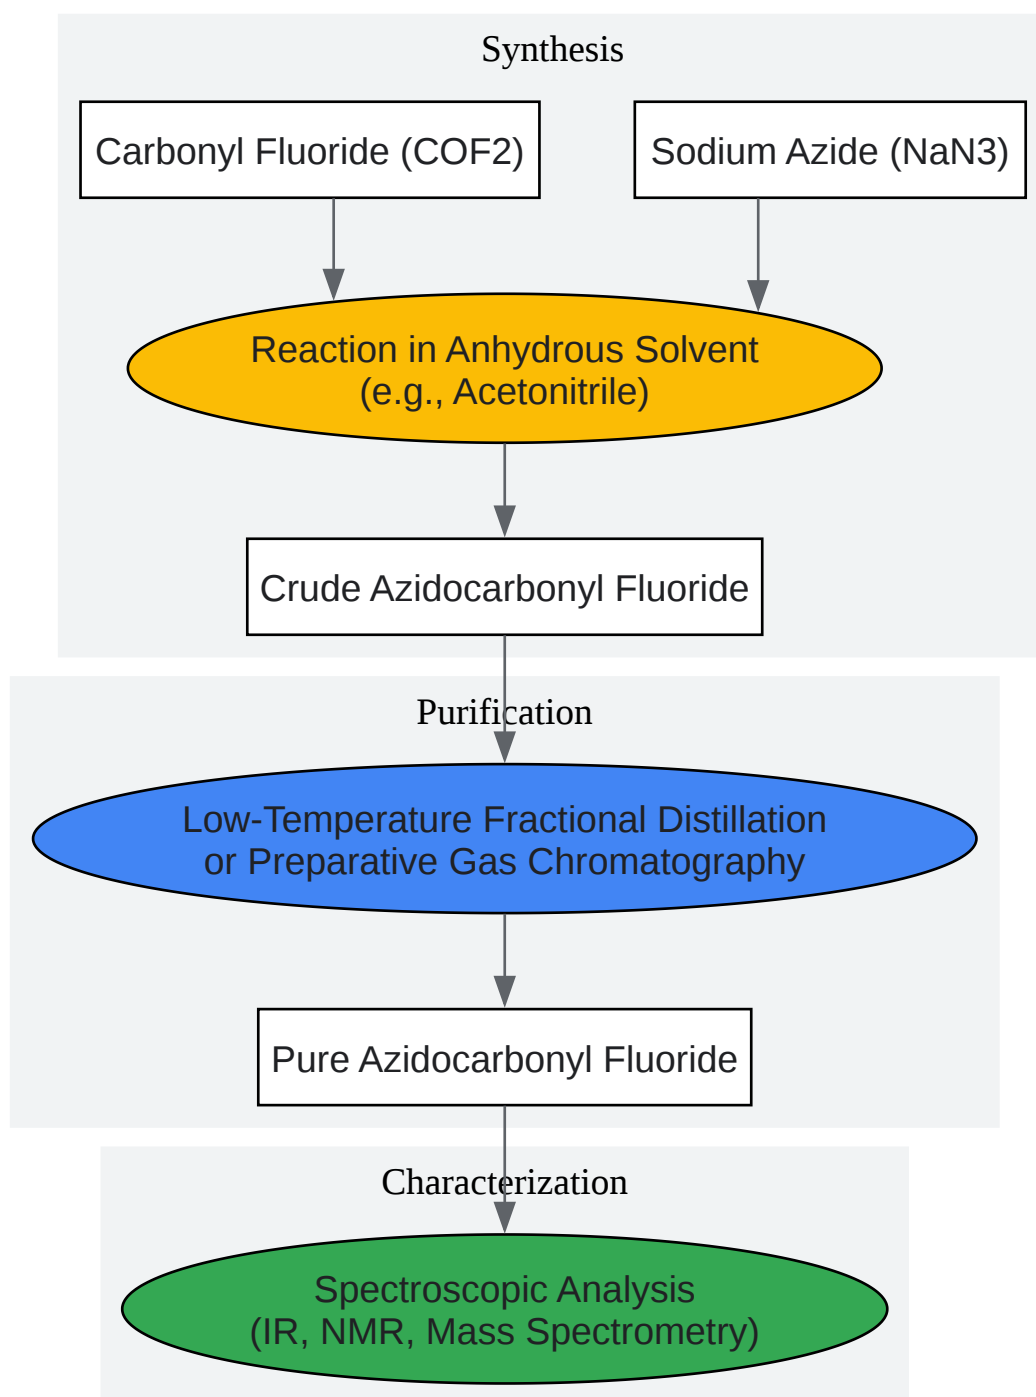 Synthesis
Carbonyl Fluoride (COF2)
Sodium Azide (NaN3)
Reaction in Anhydrous Solvent
(e.g., Acetonitrile)
Crude Azidocarbonyl Fluoride
Purification
Low-Temperature Fractional Distillation
or Preparative Gas Chromatography
Pure Azidocarbonyl Fluoride
Characterization
Spectroscopic Analysis
(IR, NMR, Mass Spectrometry)